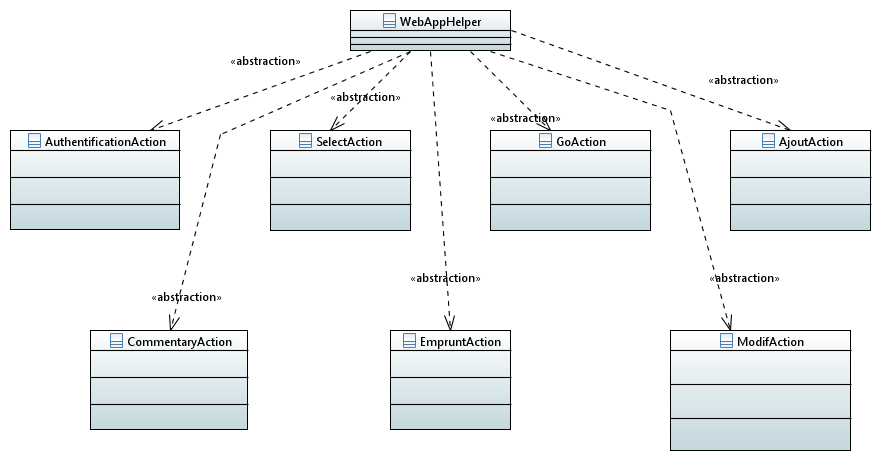 WebAppHelper
«abstraction»
«abstraction»
«abstraction»
«abstraction»
AuthentificationAction
SelectAction
GoAction
AjoutAction
«abstraction»
«abstraction»
«abstraction»
CommentaryAction
EmpruntAction
ModifAction